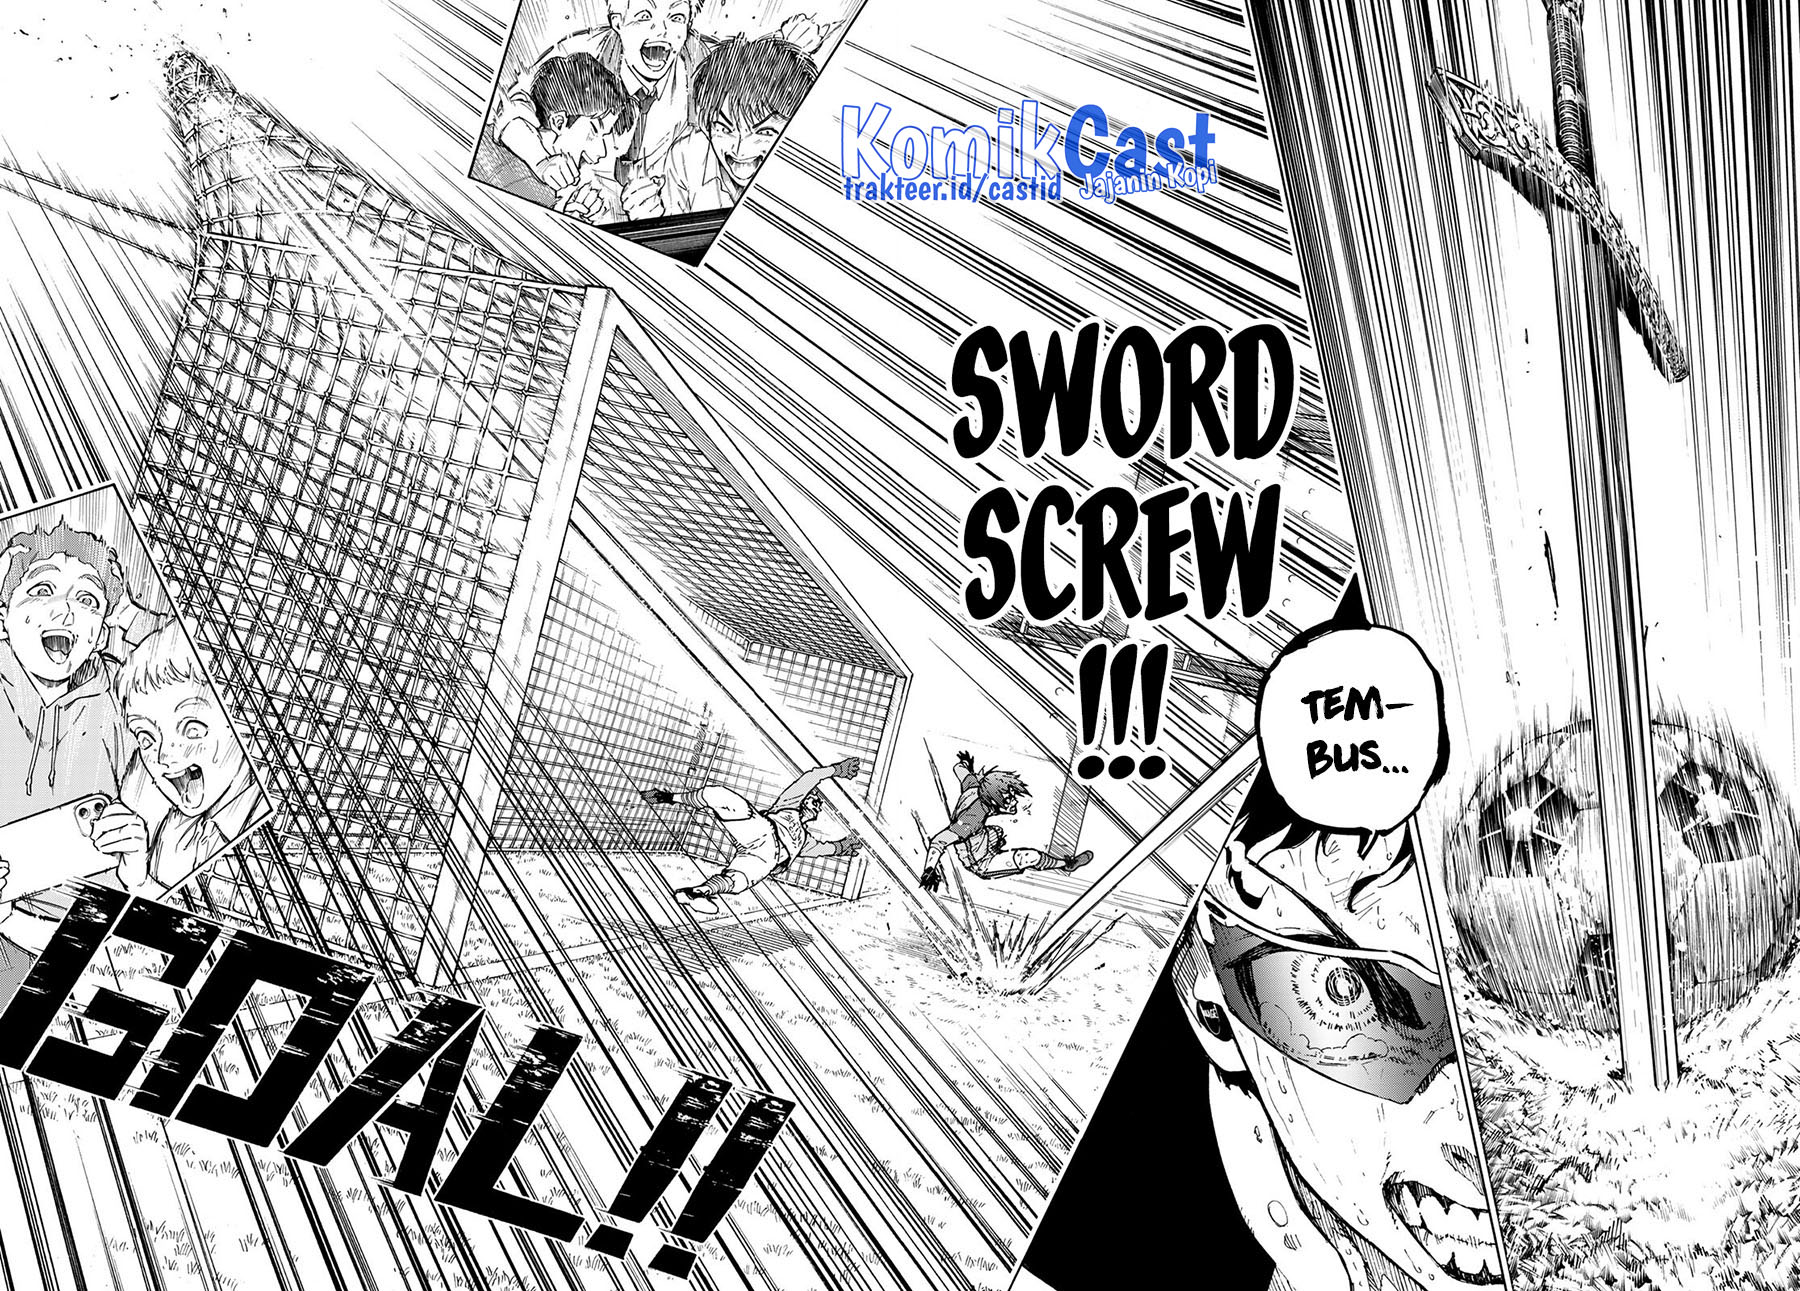 KomikCast
trakteer.id/castid Jajanin Kopi
SWORD
SCREW
!!!
TEM-
BUS...
GOAL!!